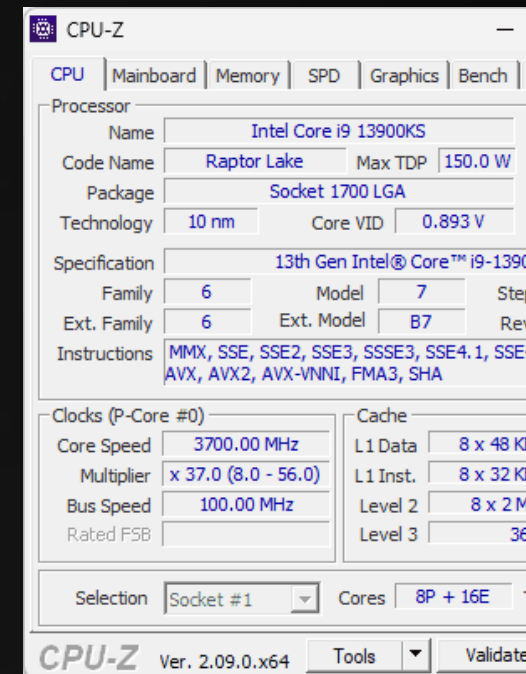 CPU-Z
CPU Mainboard Memory SPD Graphics Bench
Processor
Name Intel Core i9 13900KS
Code Name Raptor Lake Max TDP 150.0 W
Package Socket 1700 LGA
Technology 10 nm Core VID 0.893 V
Specification 13th Gen Intel® Core™ i9-1390
Family 6 Model 7 Step
Ext. Family 6 Ext. Model B7 Rev
Instructions MMX, SSE, SSE2, SSE3, SSSE3, SSE4.1, SSE
AVX, AVX2, AVX-VNNI, FMA3, SHA
Clocks (P-Core #0) Cache
Core Speed 3700.00 MHz L1 Data 8 x 48 K
Multiplier x 37.0 (8.0 - 56.0) L1 Inst. 8 x 32 K
Bus Speed 100.00 MHz Level 2 8 x 2 M
Rated FSB Level 3 36
Selection Socket #1 Cores 8P + 16E
CPU-Z Ver. 2.09.0.x64 Tools Validate